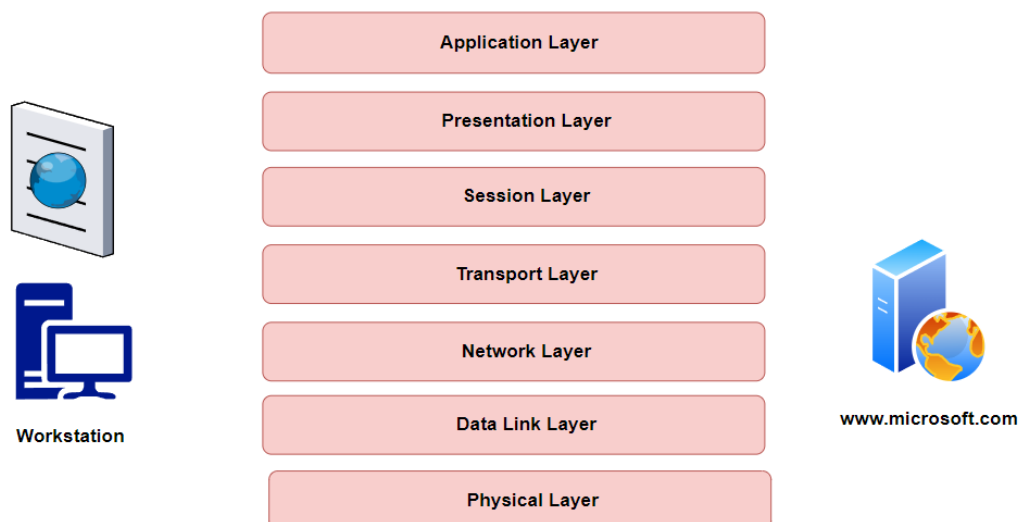 Application Layer
Presentation Layer
Session Layer
Transport Layer
Network Layer
Data Link Layer
Physical Layer
Workstation
www.microsoft.com